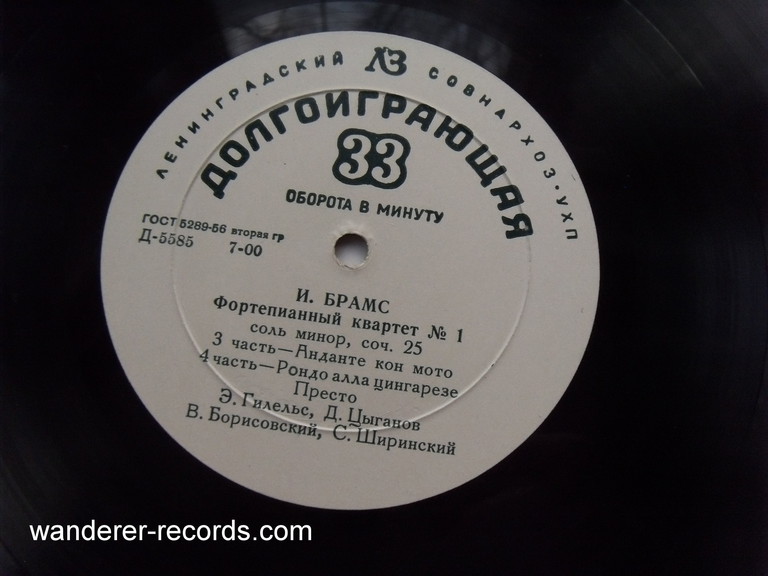 ЛЕНИНГРАДСКИЙ ЛЗ СОВНАРХОЗ·УХП
ДОЛГОИГРАЮЩАЯ
33
ОБОРОТА В МИНУТУ
ГОСТ 5289-56 вторая гр
Д-5585 7-00
И. БРАМС
Фортепианный квартет № 1
соль минор, соч. 25
3 часть—Анданте кон мото
4 часть—Рондо алла цингарезе
Престо
Э. Гилельс, Д. Цыганов
В. Борисовский, С. Ширинский
wanderer-records.com